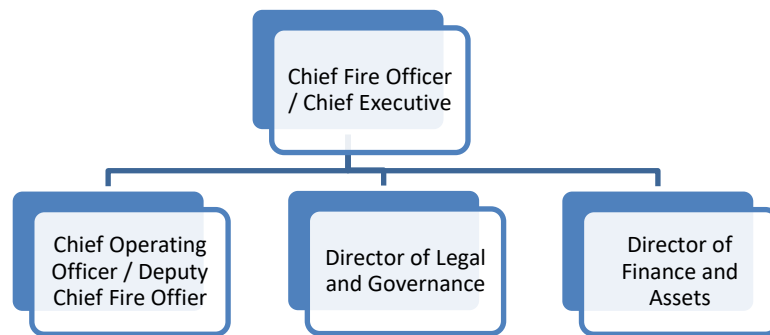 Chief Fire Officer
/ Chief Executive
Chief Operating
Officer / Deputy
Chief Fire Offier
Director of Legal
and Governance
Director of
Finance and
Assets